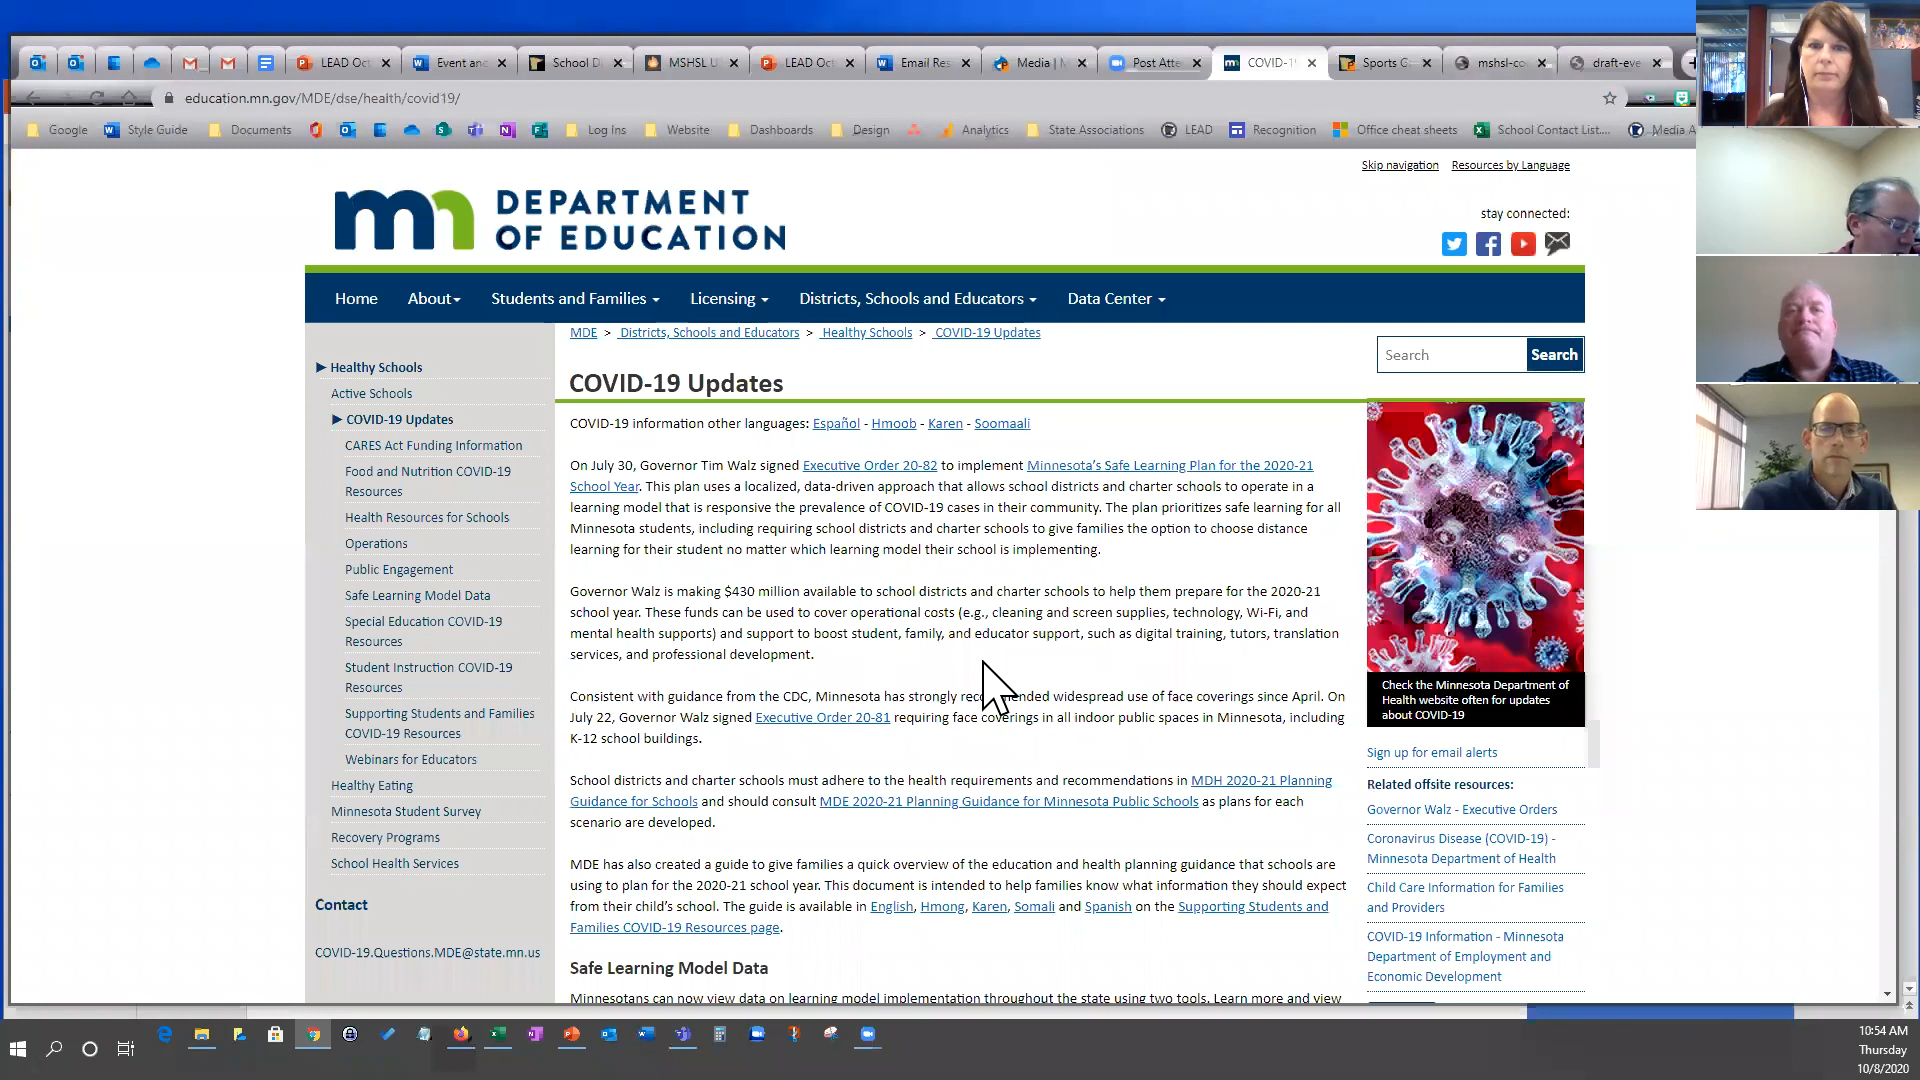 LEAD Oct
Event and
School D
MSHSL U
LEAD Oct
Email Res
Media | M
Post Atte
COVID-1
Sports G
mshsl-co
draft-eve
education.mn.gov/MDE/dse/health/covid19/
Google
Style Guide
Documents
Log Ins
Website
Dashboards
Design
Analytics
State Associations
LEAD
Recognition
Office cheat sheets
School Contact List....
Media A
Skip navigation Resources by Language
mn DEPARTMENT
OF EDUCATION
stay connected:
Home About Students and Families Licensing Districts, Schools and Educators Data Center
MDE > Districts, Schools and Educators > Healthy Schools > COVID-19 Updates
Search Search
Healthy Schools
Active Schools
COVID-19 Updates
CARES Act Funding Information
Food and Nutrition COVID-19
Resources
Health Resources for Schools
Operations
Public Engagement
Safe Learning Model Data
Special Education COVID-19
Resources
Student Instruction COVID-19
Resources
Supporting Students and Families
COVID-19 Resources
Webinars for Educators
Healthy Eating
Minnesota Student Survey
Recovery Programs
School Health Services
Contact
COVID-19.Questions.MDE@state.mn.us
COVID-19 Updates
COVID-19 information other languages: Español - Hmoob - Karen - Soomaali
On July 30, Governor Tim Walz signed Executive Order 20-82 to implement Minnesota's Safe Learning Plan for the 2020-21
School Year. This plan uses a localized, data-driven approach that allows school districts and charter schools to operate in a
learning model that is responsive the prevalence of COVID-19 cases in their community. The plan prioritizes safe learning for all
Minnesota students, including requiring school districts and charter schools to give families the option to choose distance
learning for their student no matter which learning model their school is implementing.
Governor Walz is making $430 million available to school districts and charter schools to help them prepare for the 2020-21
school year. These funds can be used to cover operational costs (e.g., cleaning and screen supplies, technology, Wi-Fi, and
mental health supports) and support to boost student, family, and educator support, such as digital training, tutors, translation
services, and professional development.
Consistent with guidance from the CDC, Minnesota has strongly recommended widespread use of face coverings since April. On
July 22, Governor Walz signed Executive Order 20-81 requiring face coverings in all indoor public spaces in Minnesota, including
K-12 school buildings.
School districts and charter schools must adhere to the health requirements and recommendations in MDH 2020-21 Planning
Guidance for Schools and should consult MDE 2020-21 Planning Guidance for Minnesota Public Schools as plans for each
scenario are developed.
MDE has also created a guide to give families a quick overview of the education and health planning guidance that schools are
using to plan for the 2020-21 school year. This document is intended to help families know what information they should expect
from their child's school. The guide is available in English, Hmong, Karen, Somali and Spanish on the Supporting Students and
Families COVID-19 Resources page.
Safe Learning Model Data
Minnesotans can now view data on learning model implementation throughout the state using two tools. Learn more and view
Check the Minnesota Department of
Health website often for updates
about COVID-19
Sign up for email alerts
Related offsite resources:
Governor Walz - Executive Orders
Coronavirus Disease (COVID-19) -
Minnesota Department of Health
Child Care Information for Families
and Providers
COVID-19 Information - Minnesota
Department of Employment and
Economic Development
10:54 AM
Thursday
10/8/2020